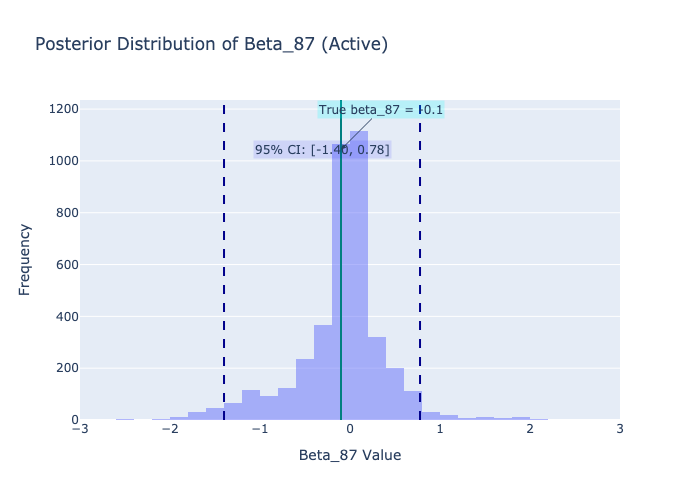 Posterior Distribution of Beta_87 (Active)
True beta_87 = -0.1
95% CI: [-1.40, 0.78]
Frequency
1200
1000
800
600
400
200
0
−3
−2
−1
0
1
2
3
Beta_87 Value